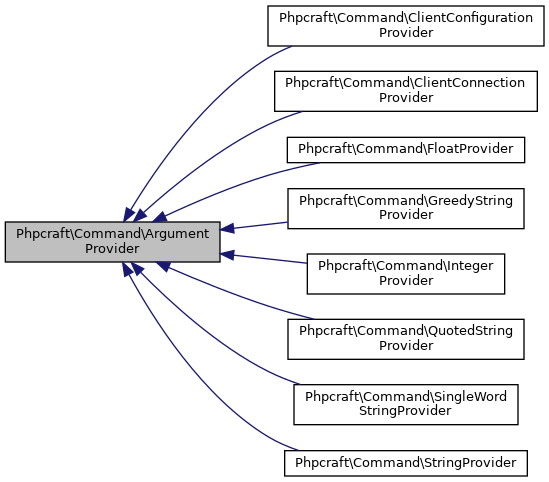 Phpcraft\Command\ClientConfiguration
Provider
Phpcraft\Command\ClientConnection
Provider
Phpcraft\Command\FloatProvider
Phpcraft\Command\GreedyString
Provider
Phpcraft\Command\Argument
Provider
Phpcraft\Command\Integer
Provider
Phpcraft\Command\QuotedString
Provider
Phpcraft\Command\SingleWord
StringProvider
Phpcraft\Command\StringProvider